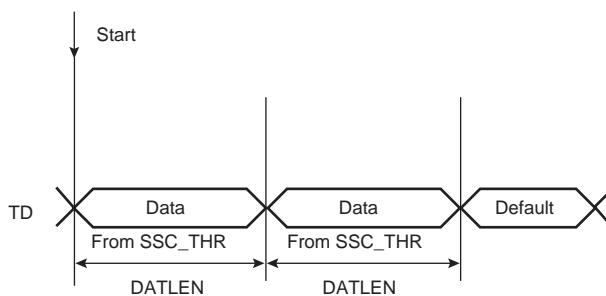 Start
TD
Data
Data
Default
From SSC_THR
From SSC_THR
DATLEN
DATLEN